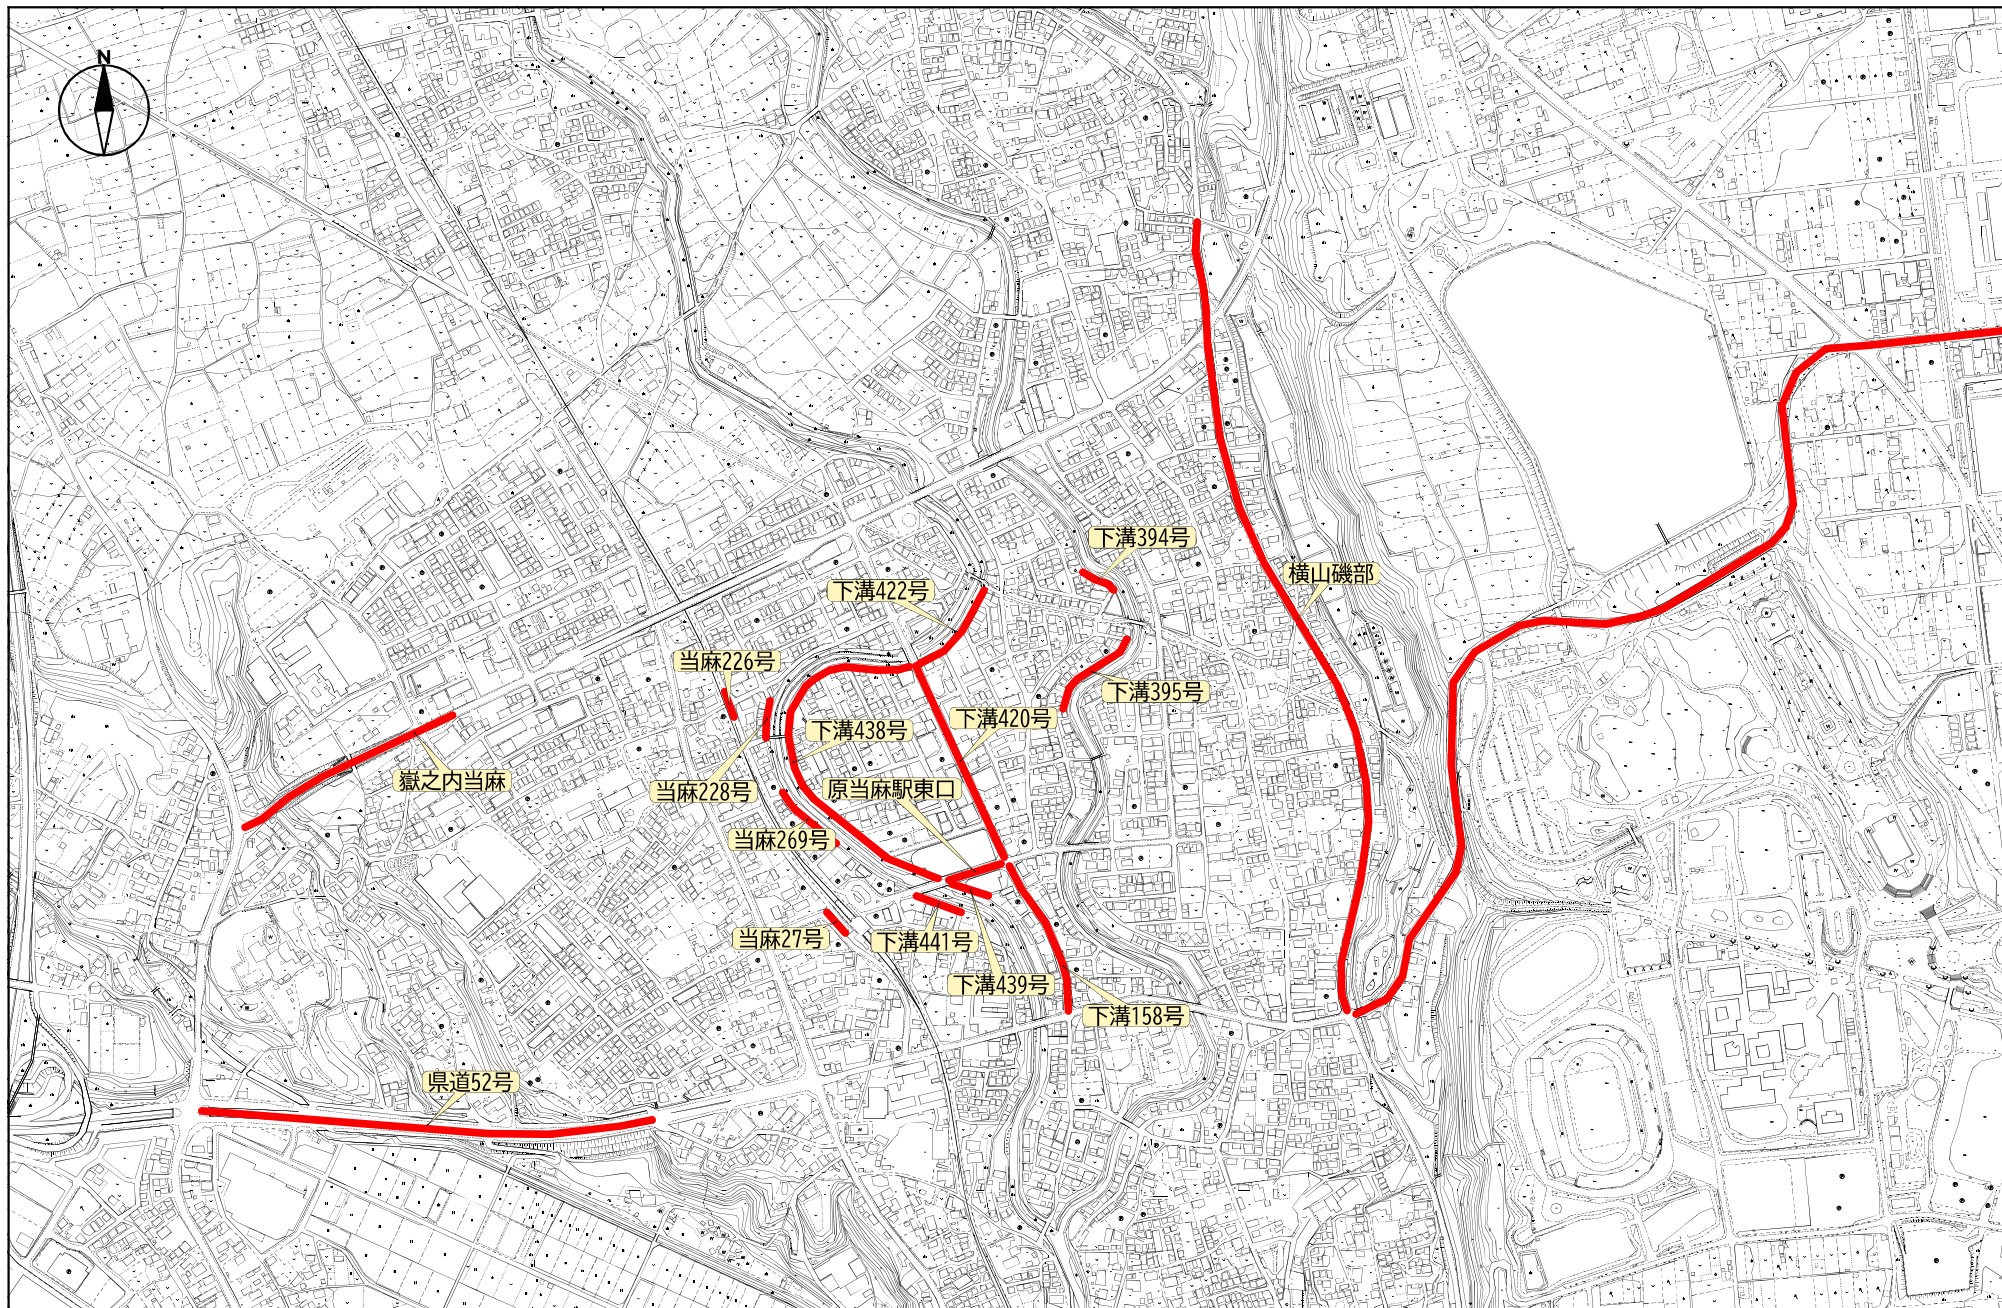 N
下溝394号
横山磯部
下溝422号
当麻226号
下溝395号
下溝420号
下溝438号
嶽之内当麻
当麻228号
原当麻駅東口
当麻269号
当麻27号
下溝441号
下溝439号
下溝158号
県道52号